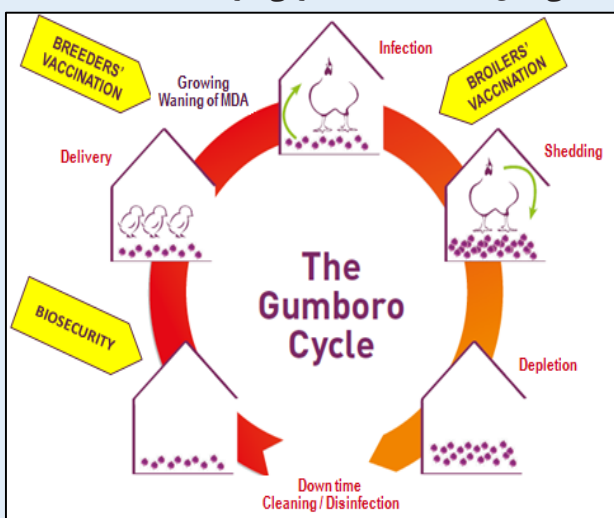 BREEDERS'
VACCINATION
Growing
Waning of MDA
Infection
BROILERS'
VACCINATION
Delivery
Shedding
The
Gumboro
Cycle
BIOSECURITY
Depletion
Down time
Cleaning / Disinfection